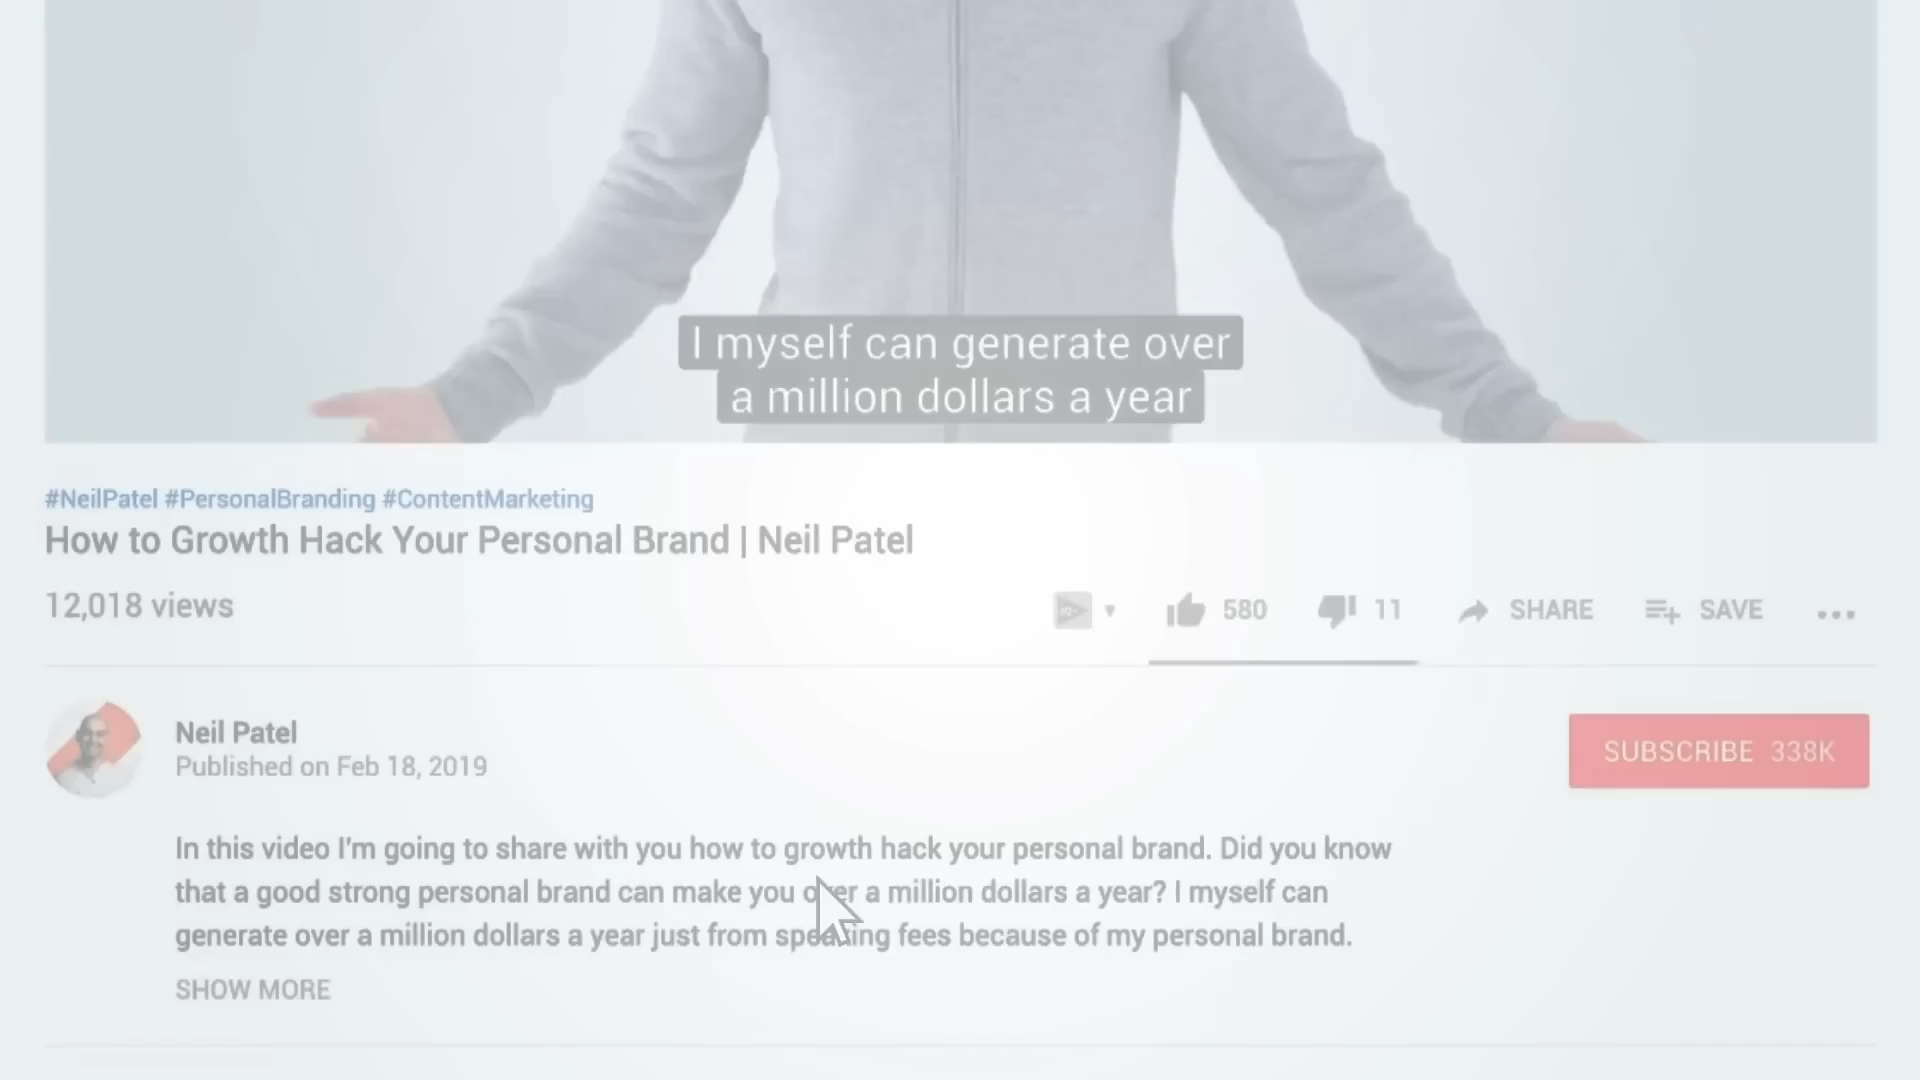 I myself can generate over
a million dollars a year
#NeilPatel #PersonalBranding #ContentMarketing
How to Growth Hack Your Personal Brand | Neil Patel
12,018 views
580 11 SHARE SAVE
Neil Patel
Published on Feb 18, 2019
SUBSCRIBE 338K
In this video I'm going to share with you how to growth hack your personal brand. Did you know
that a good strong personal brand can make you over a million dollars a year? I myself can
generate over a million dollars a year just from speaking fees because of my personal brand.
SHOW MORE